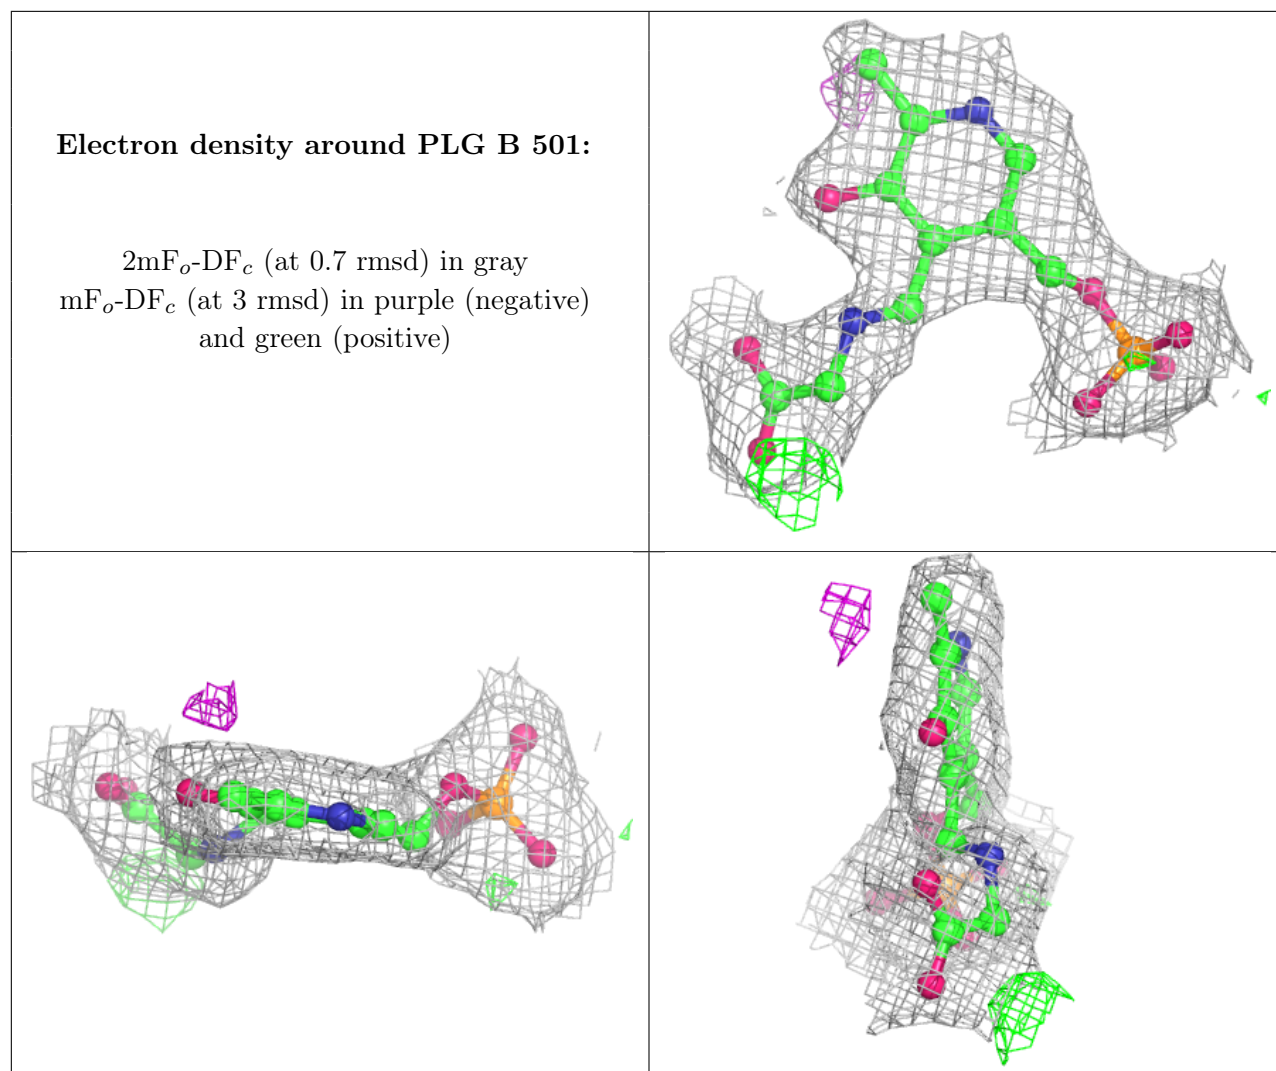 Electron density around PLG B 501:
2mFo-DFc (at 0.7 rmsd) in gray
mFo-DFc (at 3 rmsd) in purple (negative)
and green (positive)